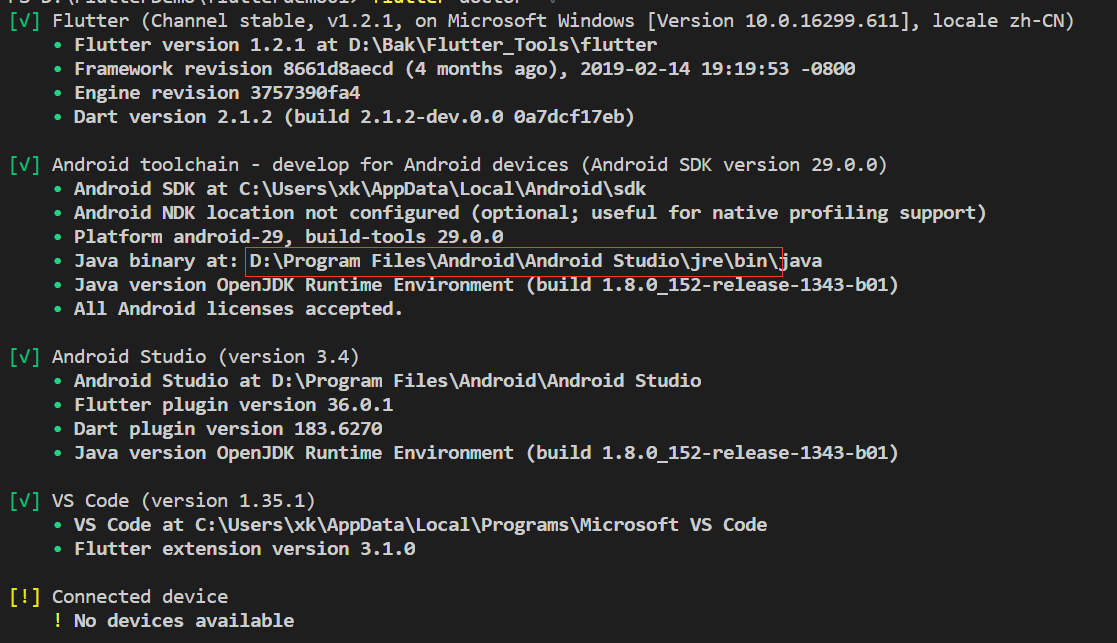 [√] Flutter (Channel stable, v1.2.1, on Microsoft Windows [Version 10.0.16299.611], locale zh-CN)
• Flutter version 1.2.1 at D:\Bak\Flutter_Tools\flutter
• Framework revision 8661d8aecd (4 months ago), 2019-02-14 19:19:53 -0800
• Engine revision 3757390fa4
• Dart version 2.1.2 (build 2.1.2-dev.0.0 0a7dcf17eb)
[√] Android toolchain - develop for Android devices (Android SDK version 29.0.0)
• Android SDK at C:\Users\xk\AppData\Local\Android\sdk
• Android NDK location not configured (optional; useful for native profiling support)
• Platform android-29, build-tools 29.0.0
• Java binary at: D:\Program Files\Android\Android Studio\jre\bin\java
• Java version OpenJDK Runtime Environment (build 1.8.0_152-release-1343-b01)
• All Android licenses accepted.
[√] Android Studio (version 3.4)
• Android Studio at D:\Program Files\Android\Android Studio
• Flutter plugin version 36.0.1
• Dart plugin version 183.6270
• Java version OpenJDK Runtime Environment (build 1.8.0_152-release-1343-b01)
[√] VS Code (version 1.35.1)
• VS Code at C:\Users\xk\AppData\Local\Programs\Microsoft VS Code
• Flutter extension version 3.1.0
[!] Connected device
! No devices available